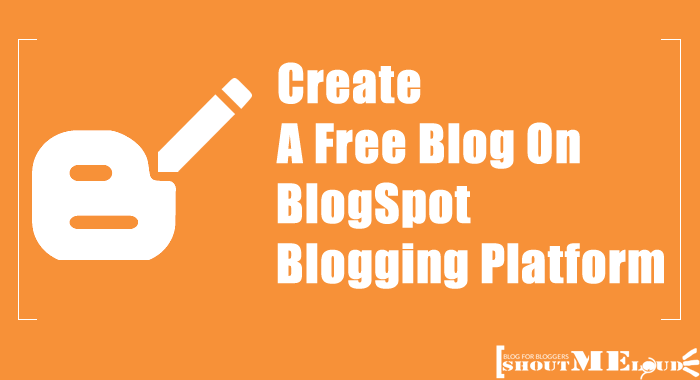 Create
A Free Blog On
BlogSpot
Blogging Platform
BLOG FOR BLOGGERS
SHOUTMELOUD